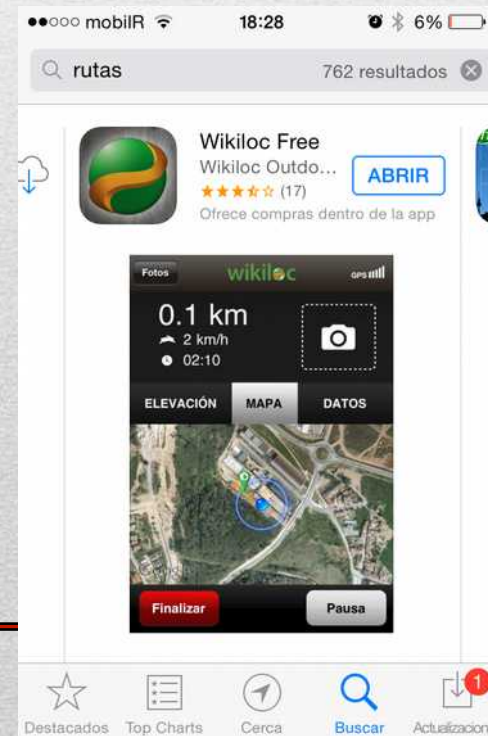 mobilR 18:28 6%
rutas 762 resultados
Wikiloc Free
Wikiloc Outdo...
(17)
ABRIR
Ofrece compras dentro de la app
Fotos wikiloc GPS
0.1 km
2 km/h
02:10
ELEVACIÓN MAPA DATOS
Finalizar Pausa
1
Destacados Top Charts Cerca Buscar Actualizacion